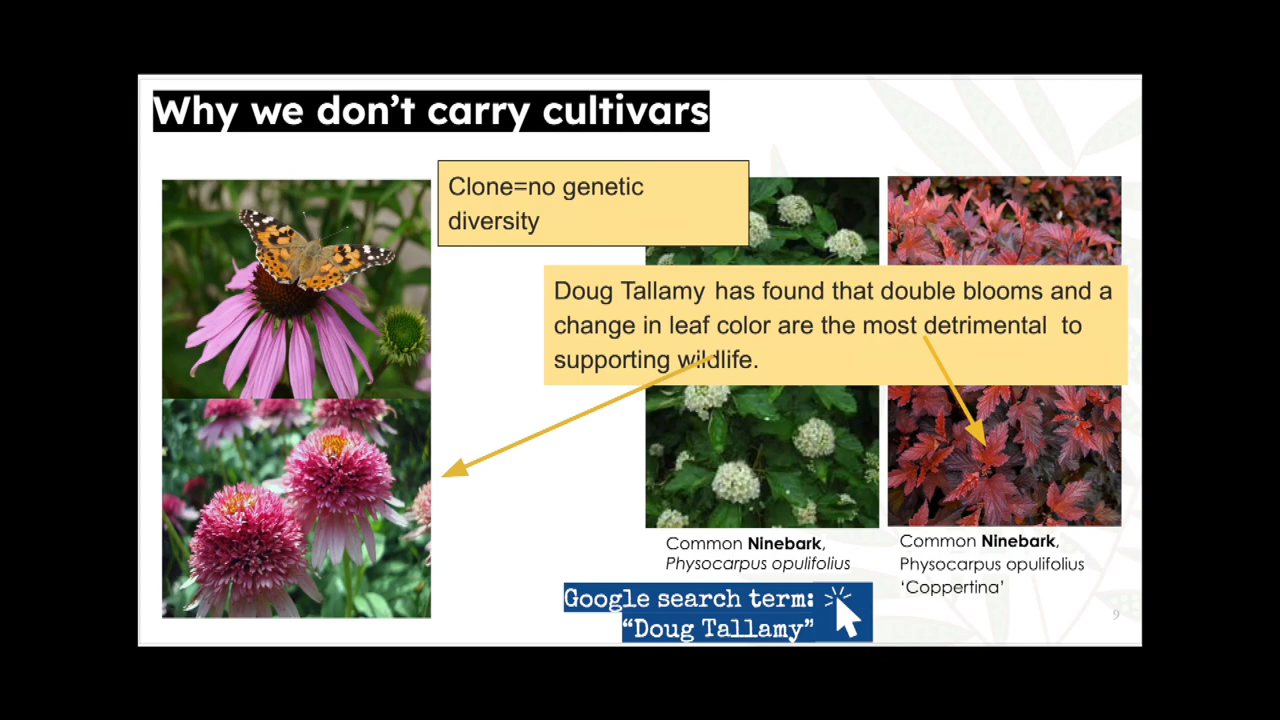 Why we don’t carry cultivars
Clone=no genetic
diversity
Doug Tallamy has found that double blooms and a
change in leaf color are the most detrimental to
supporting wildlife.
Common Ninebark,
Physocarpus opulifolius
Common Ninebark,
Physocarpus opulifolius
‘Coppertina’
Google search term:
“Doug Tallamy”
9